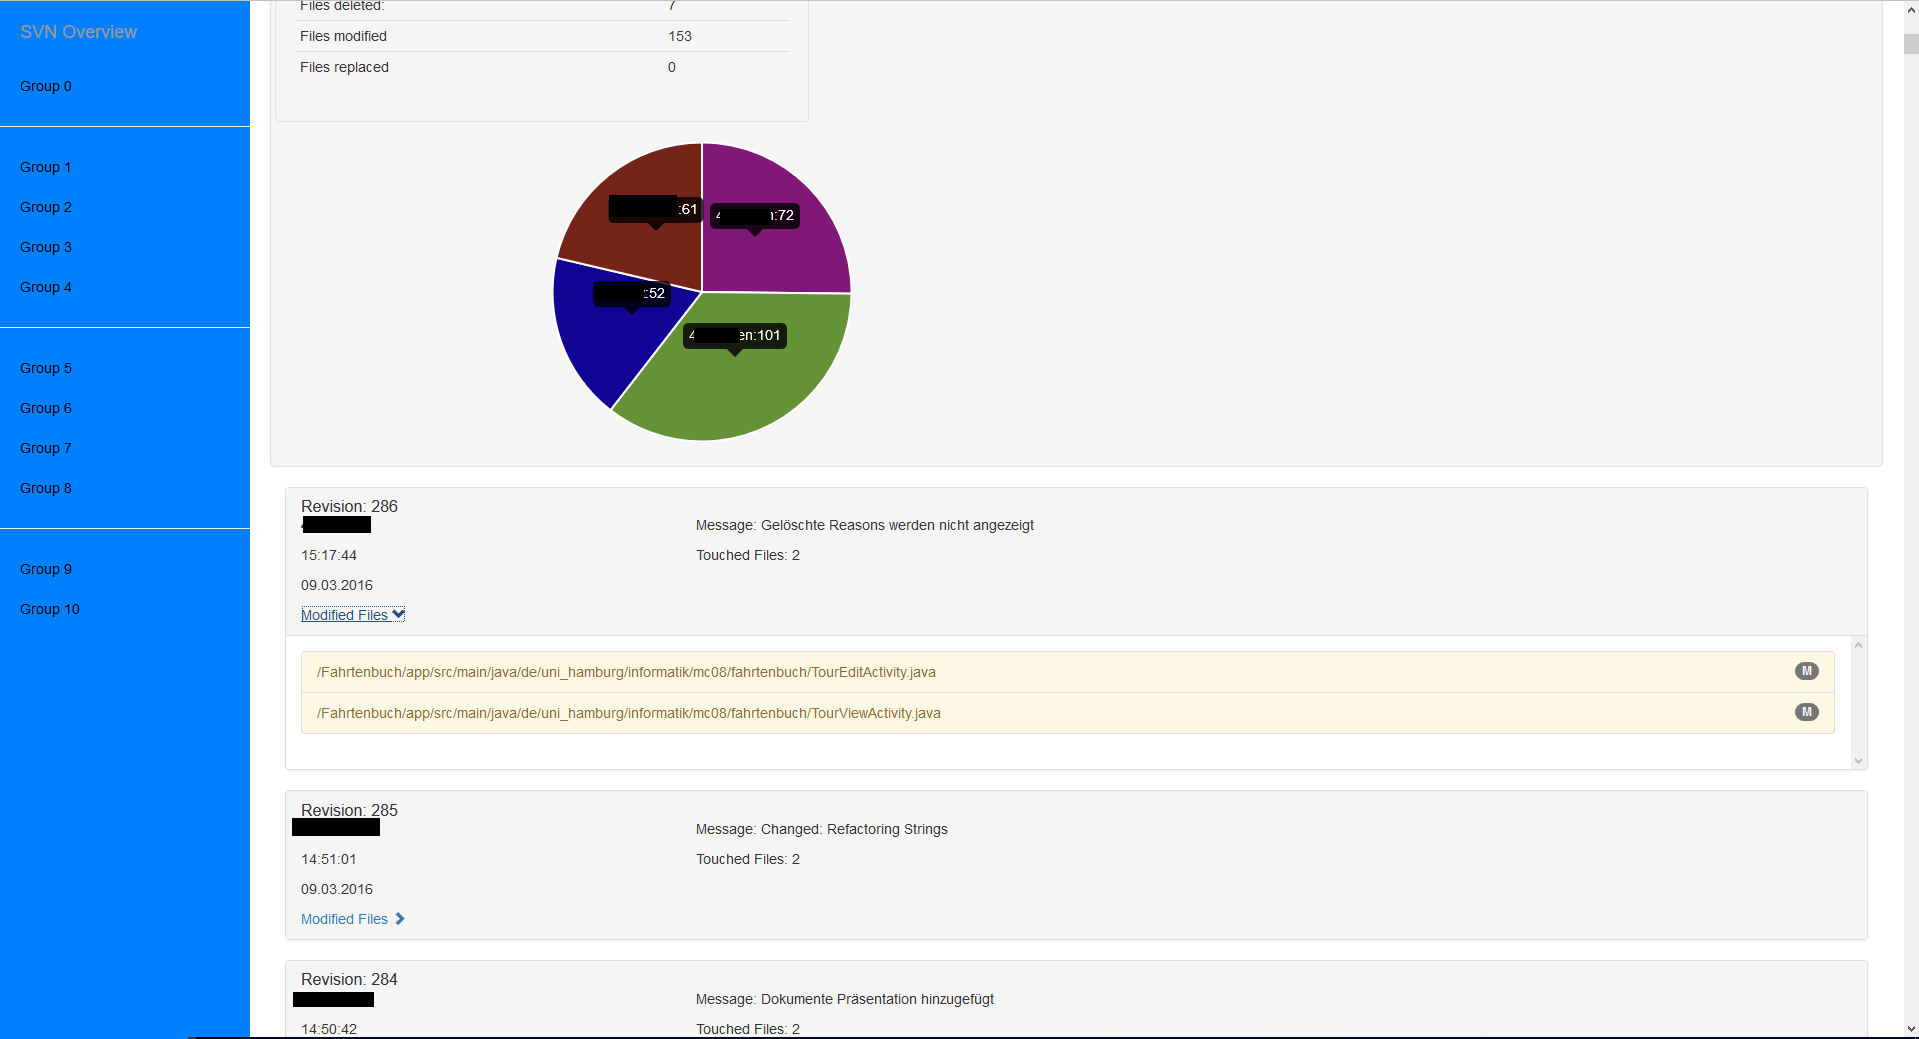 SVN Overview
Group 0
Group 1
Group 2
Group 3
Group 4
Group 5
Group 6
Group 7
Group 8
Group 9
Group 10
Files deleted: 7
Files modified 153
Files replaced 0
:61
:72
:52
en:101
Revision: 286
Message: Gelöschte Reasons werden nicht angezeigt
15:17:44
Touched Files: 2
09.03.2016
Modified Files
/Fahrtenbuch/app/src/main/java/de/uni_hamburg/informatik/mc08/fahrtenbuch/TourEditActivity.java M
/Fahrtenbuch/app/src/main/java/de/uni_hamburg/informatik/mc08/fahrtenbuch/TourViewActivity.java M
Revision: 285
Message: Changed: Refactoring Strings
14:51:01
Touched Files: 2
09.03.2016
Modified Files
Revision: 284
Message: Dokumente Präsentation hinzugefügt
14:50:42
Touched Files: 2